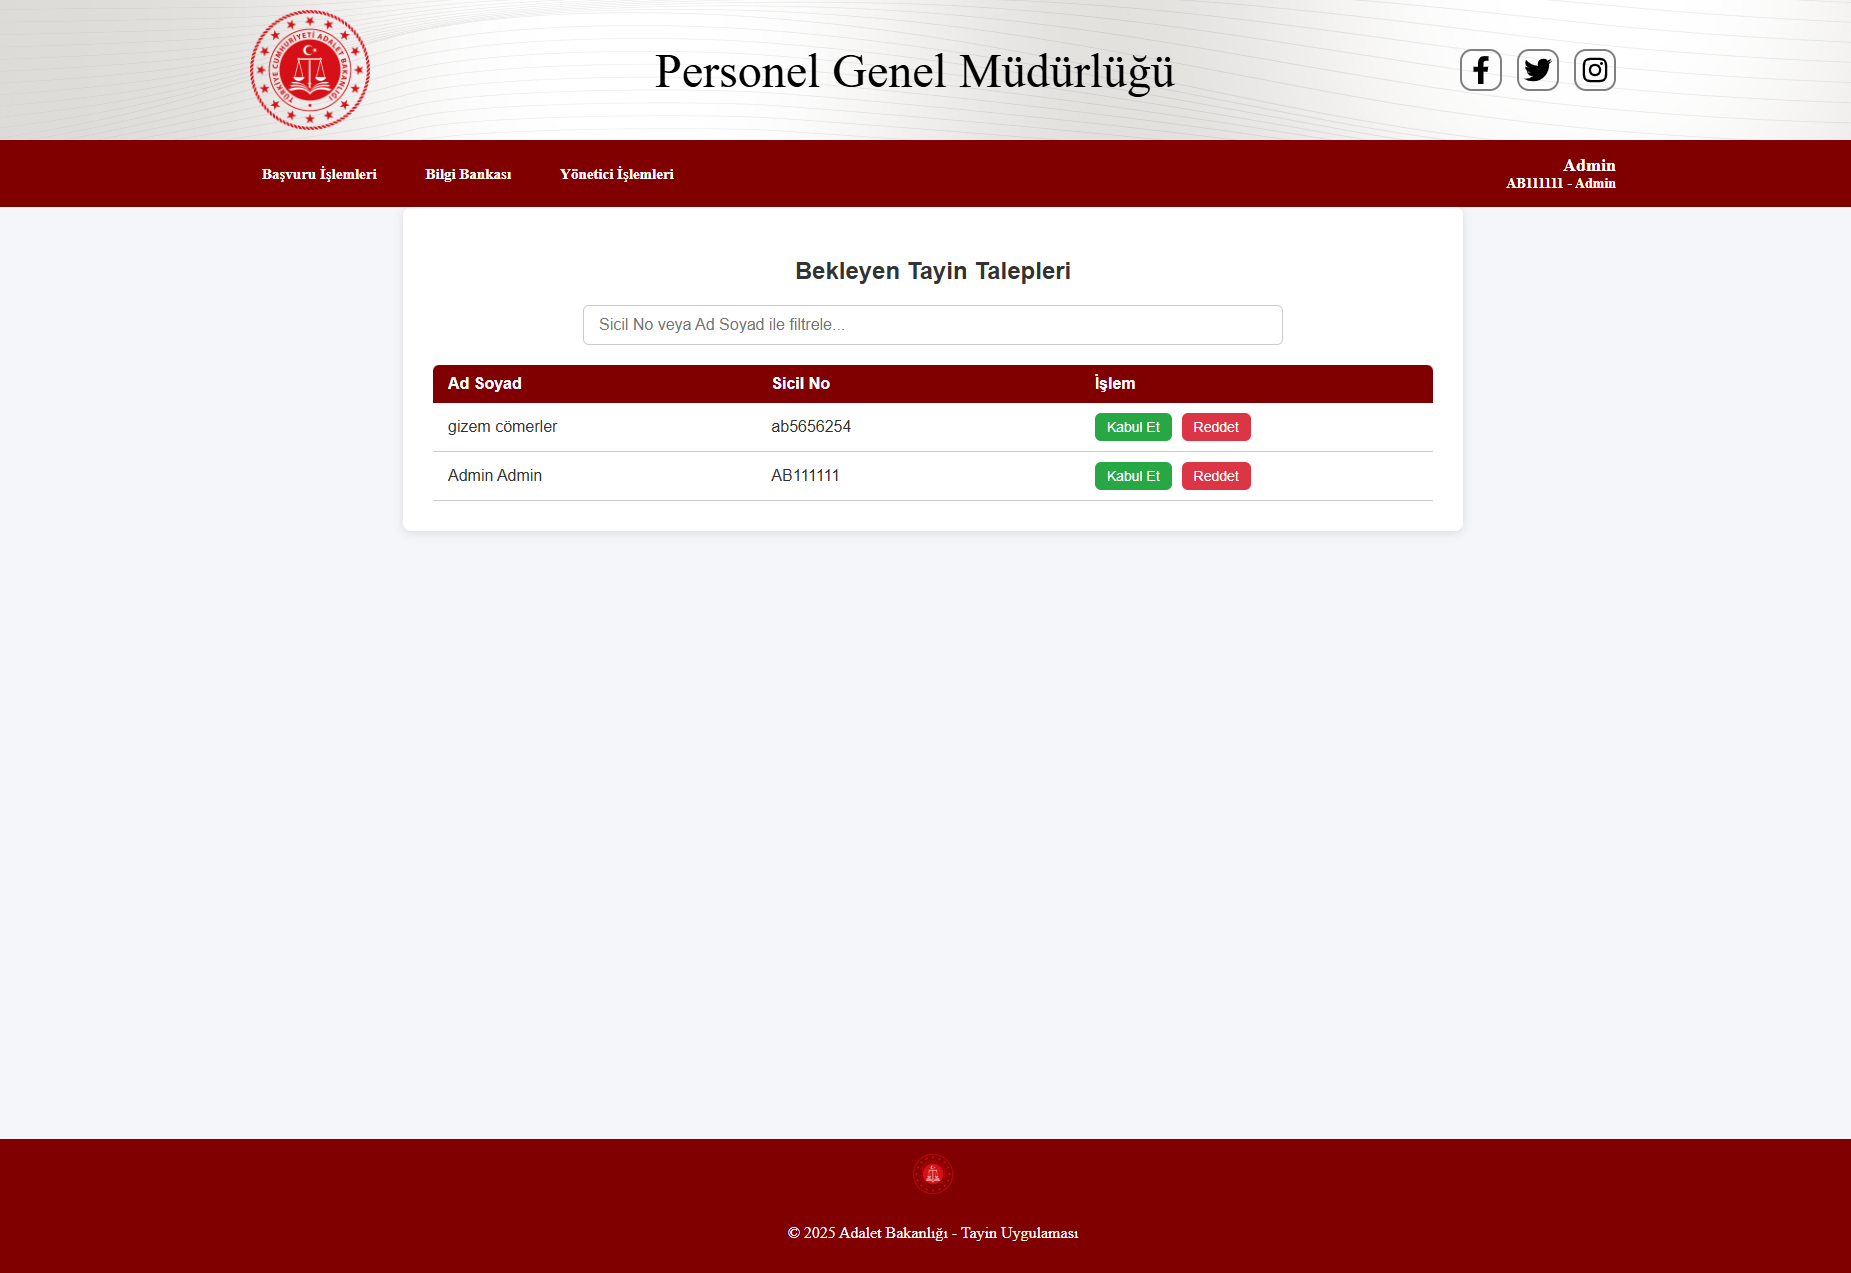 TÜRKİYE CUMHURİYETİ ADALET BAKANLIĞI
Personel Genel Müdürlüğü
Başvuru İşlemleri
Bilgi Bankası
Yönetici İşlemleri
Admin
AB111111 - Admin
Bekleyen Tayin Talepleri
Sicil No veya Ad Soyad ile filtrele...
Ad Soyad Sicil No İşlem
gizem cömerler ab5656254 Kabul Et Reddet
Admin Admin AB111111 Kabul Et Reddet
© 2025 Adalet Bakanlığı - Tayin Uygulaması